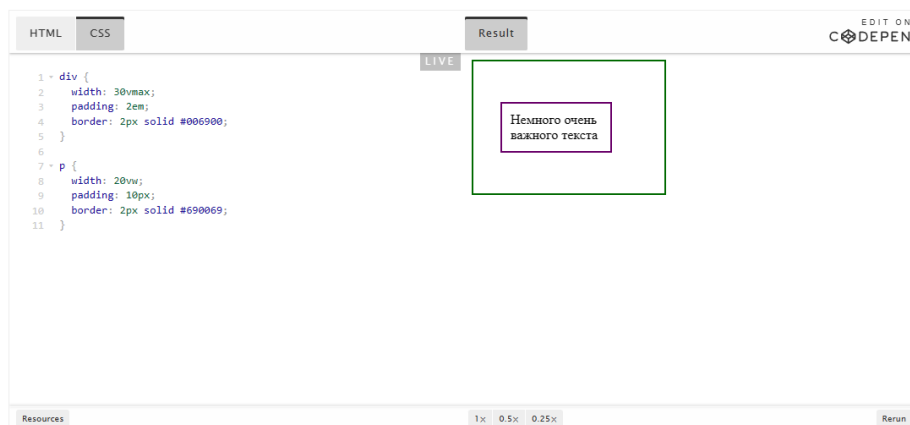 HTML CSS Result EDIT ON
CODEPEN
LIVE
1 div {
2 width: 30vmax;
3 padding: 2em;
4 border: 2px solid #006900;
5 }
6
7 p {
8 width: 20vw;
9 padding: 10px;
10 border: 2px solid #690069;
11 }
Немного очень
важного текста
Resources 1× 0.5× 0.25× Rerun